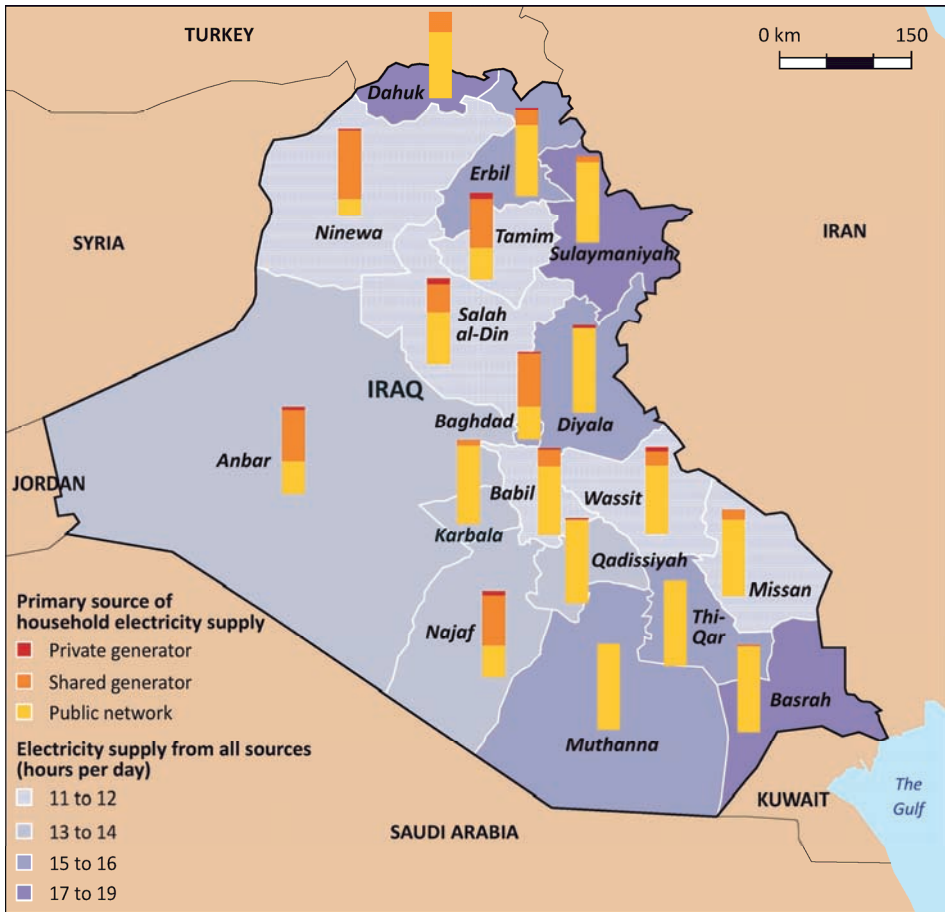 TURKEY
0 km 150
Dahuk
Erbil
SYRIA
Ninewa
Tamim
Sulaymaniyah
IRAN
Salah
al-Din
IRAQ
Baghdad
Diyala
Anbar
JORDAN
Babil
Wassit
Karbala
Qadissiyah
Missan
Najaf
Thi-
Qar
Basrah
Muthanna
KUWAIT
The
Gulf
SAUDI ARABIA
Primary source of
household electricity supply
Private generator
Shared generator
Public network
Electricity supply from all sources
(hours per day)
11 to 12
13 to 14
15 to 16
17 to 19